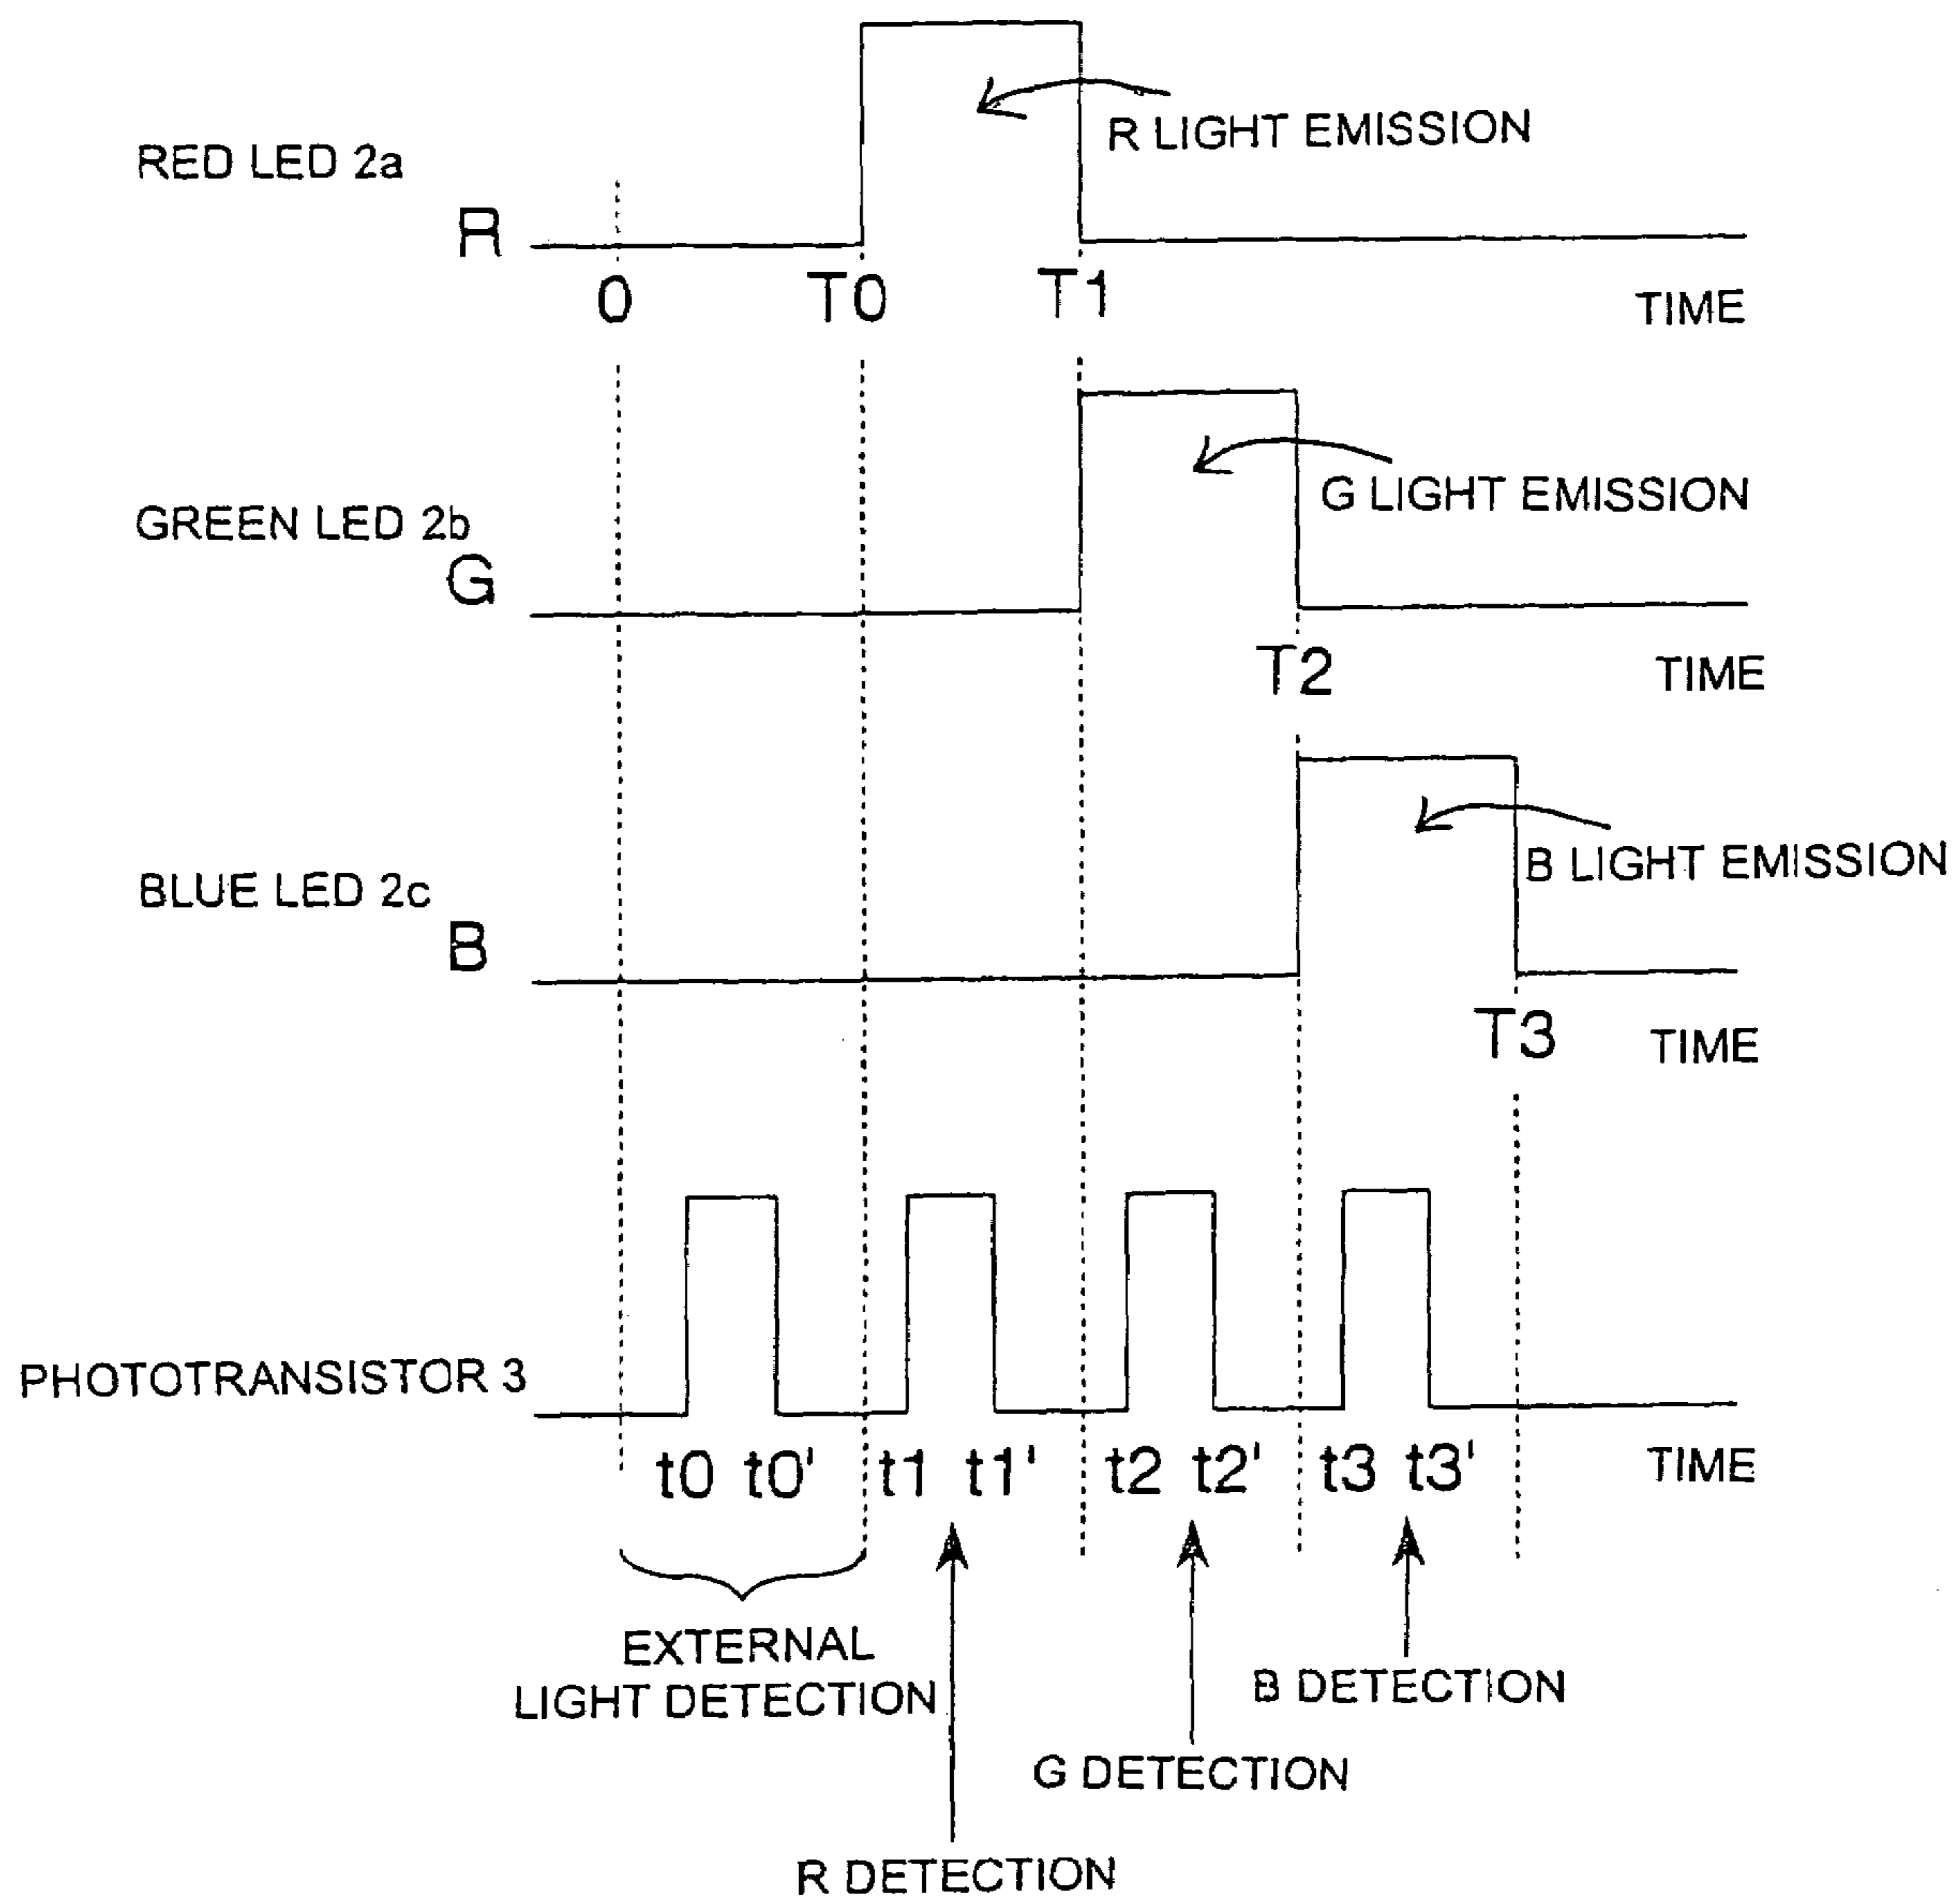 R LIGHT EMISSION
RED LED 2a
R
0 T0 T1 TIME
G LIGHT EMISSION
GREEN LED 2b
G
T2 TIME
B LIGHT EMISSION
BLUE LED 2c
B
T3 TIME
PHOTOTRANSISTOR 3
t0 t0' t1 t1' t2 t2' t3 t3' TIME
EXTERNAL
LIGHT DETECTION
B DETECTION
G DETECTION
R DETECTION